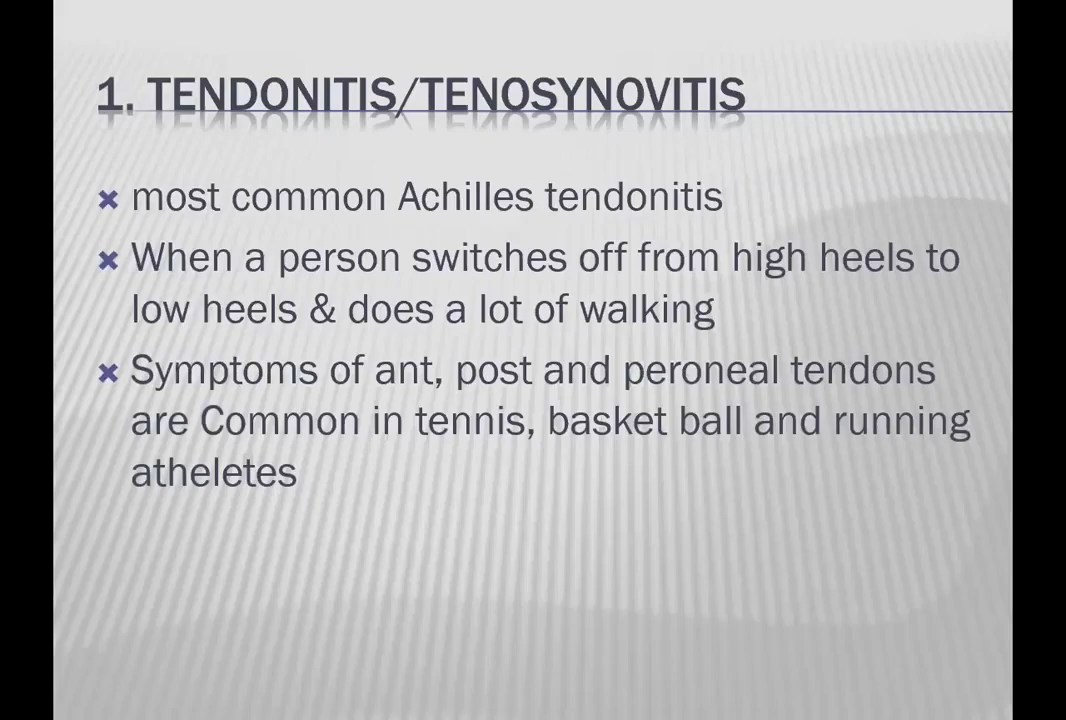 1. TENDONITIS/TENOSYNOVITIS
most common Achilles tendonitis
When a person switches off from high heels to
low heels & does a lot of walking
Symptoms of ant, post and peroneal tendons
are Common in tennis, basket ball and running
atheletes